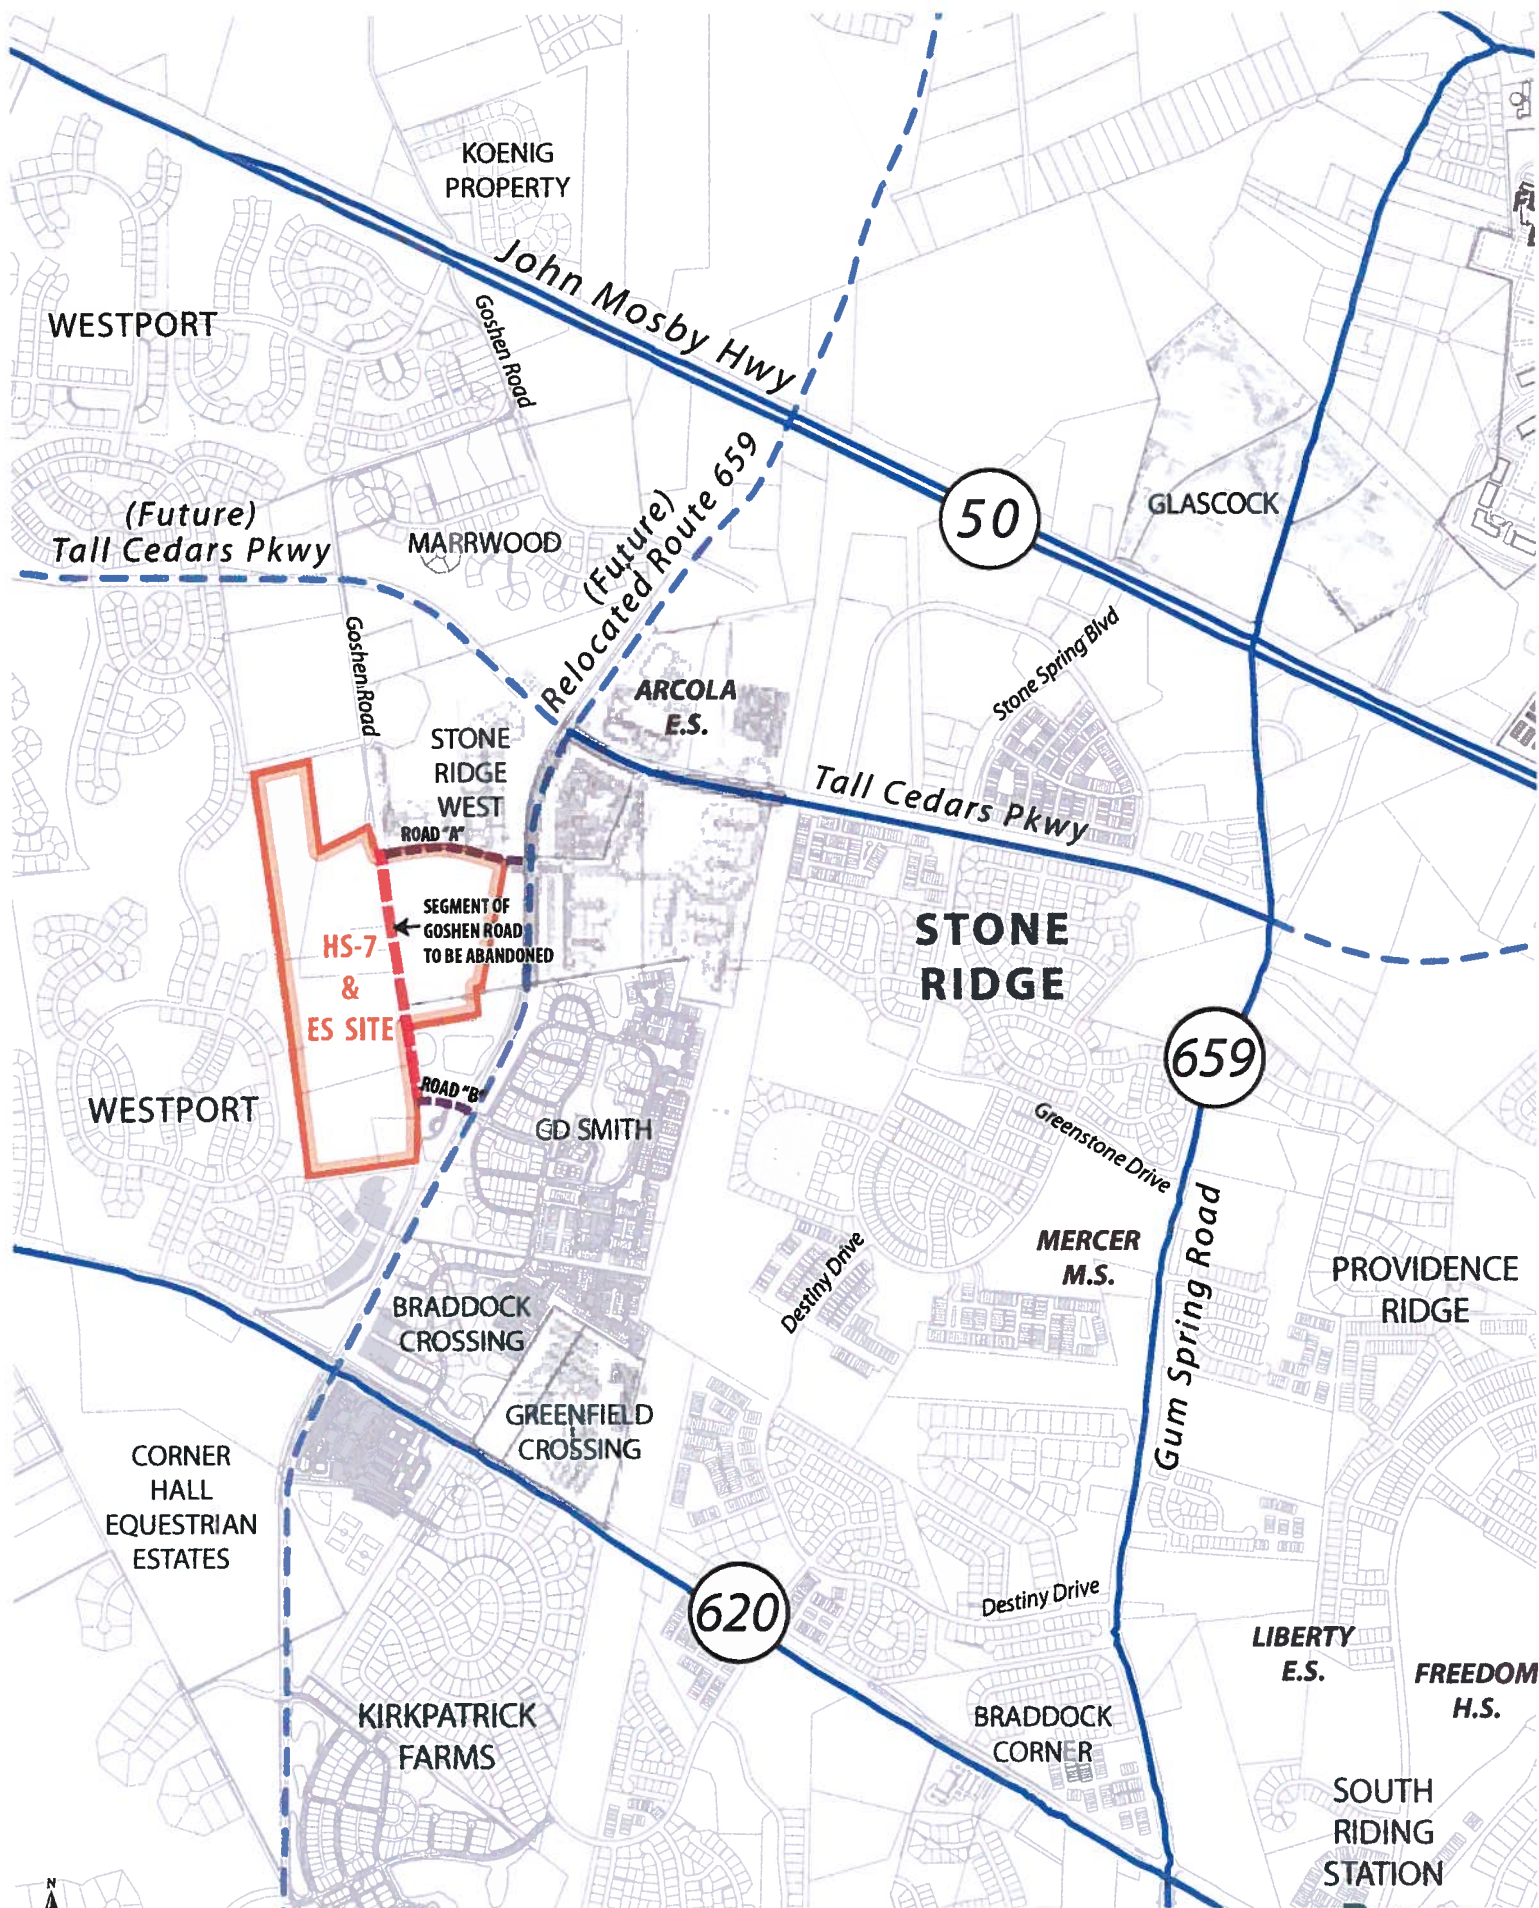 KOENIG
PROPERTY
John Mosby Hwy
Goshen Road
WESTPORT
(Future)
Tall Cedars Pkwy
MARRWOOD
(Future)
Relocated Route 659
50
GLASCOCK
Stone Spring Blvd
Goshen Road
ARCOLA
E.S.
STONE
RIDGE
WEST
Tall Cedars Pkwy
ROAD "A"
SEGMENT OF
GOSHEN ROAD
TO BE ABANDONED
HS-7
&
ES SITE
STONE
RIDGE
659
ROAD "B"
WESTPORT
GD SMITH
Greenstone Drive
MERCER
M.S.
Gum Spring Road
Destiny Drive
PROVIDENCE
RIDGE
BRADDOCK
CROSSING
GREENFIELD
CROSSING
CORNER
HALL
EQUESTRIAN
ESTATES
620
Destiny Drive
LIBERTY
E.S.
FREEDOM
H.S.
KIRKPATRICK
FARMS
BRADDOCK
CORNER
SOUTH
RIDING
STATION
N